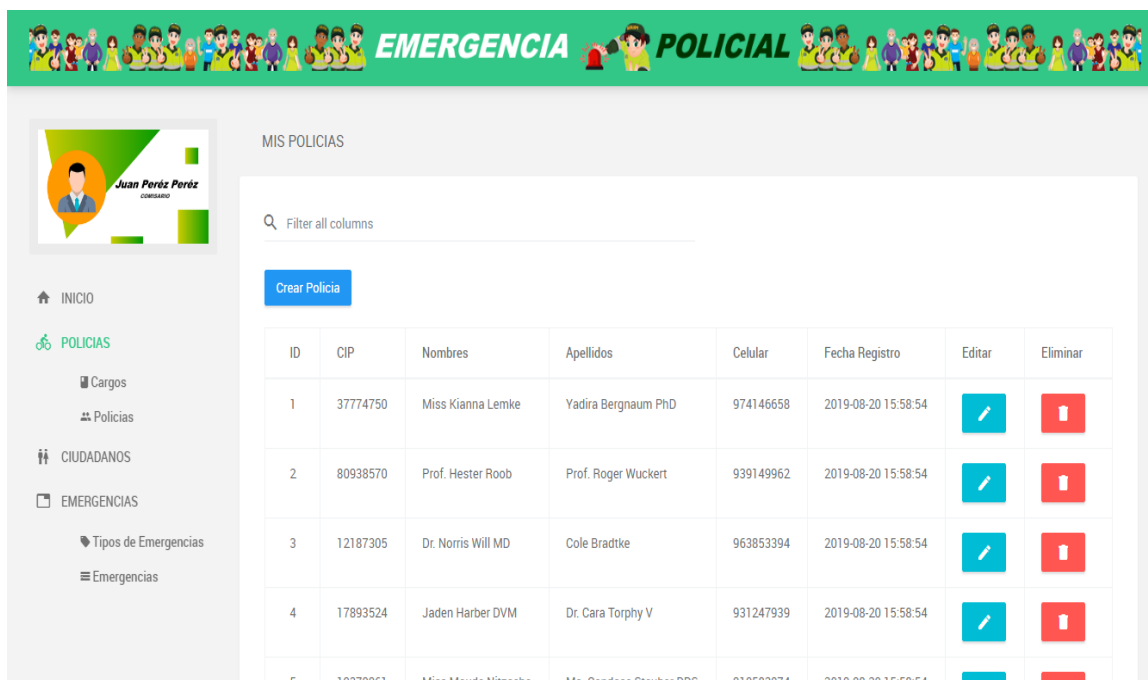 EMERGENCIA POLICIAL
Juan Peréz Peréz
COMISARIO
INICIO
POLICIAS
Cargos
Policias
CIUDADANOS
EMERGENCIAS
Tipos de Emergencias
Emergencias
MIS POLICIAS
Filter all columns
Crear Policia
ID CIP Nombres Apellidos Celular Fecha Registro Editar Eliminar
1 37774750 Miss Kianna Lemke Yadira Bergnaum PhD 974146658 2019-08-20 15:58:54
2 80938570 Prof. Hester Roob Prof. Roger Wuckert 939149962 2019-08-20 15:58:54
3 12187305 Dr. Norris Will MD Cole Bradtke 963853394 2019-08-20 15:58:54
4 17893524 Jaden Harber DVM Dr. Cara Torphy V 931247939 2019-08-20 15:58:54